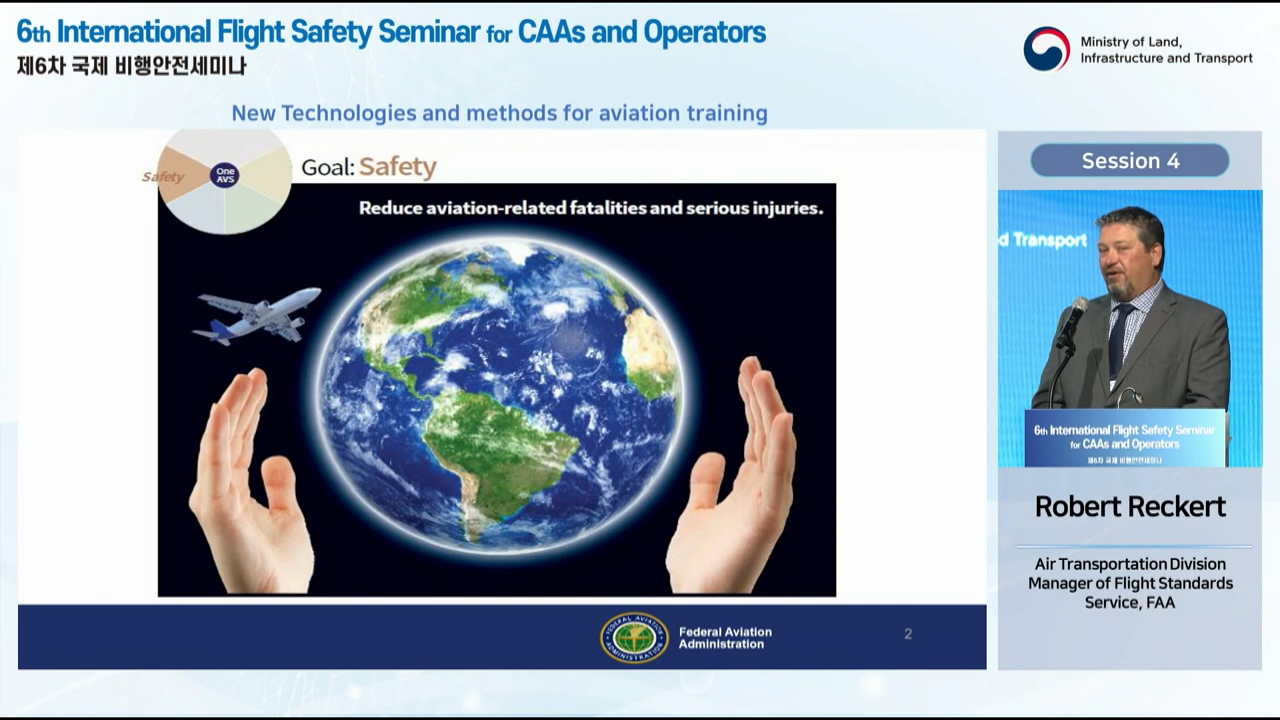 6th International Flight Safety Seminar for CAAs and Operators
제6차 국제 비행안전세미나
Ministry of Land,
Infrastructure and Transport
New Technologies and methods for aviation training
Safety
One
AVS
Goal: Safety
Reduce aviation-related fatalities and serious injuries.
FEDERAL AVIATION
ADMINISTRATION
Federal Aviation
Administration
2
Session 4
d Transport
6th International Flight Safety Seminar
for CAAs and Operators
제6차 국제 비행안전세미나
Robert Reckert
Air Transportation Division
Manager of Flight Standards
Service, FAA